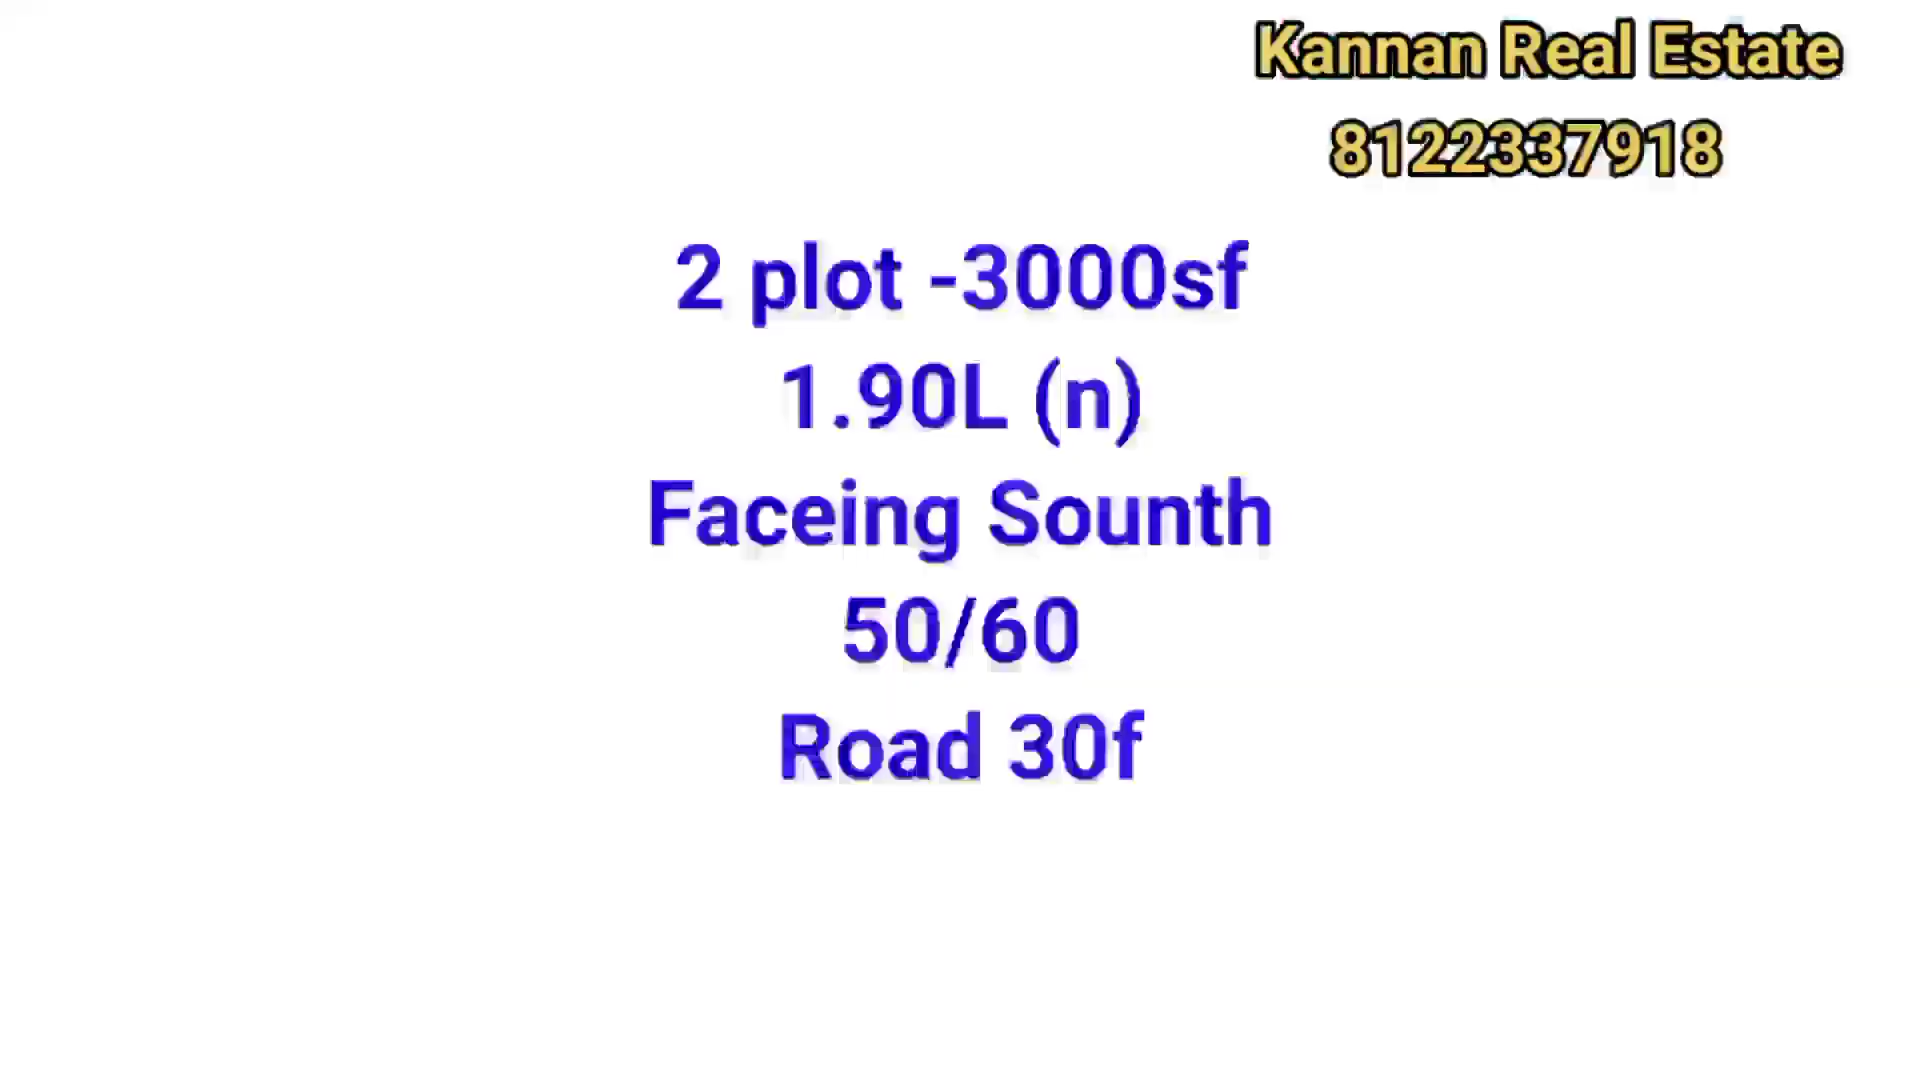 Kannan Real Estate
8122337918
2 plot -3000sf
1.90L (n)
Faceing Sounth
50/60
Road 30f